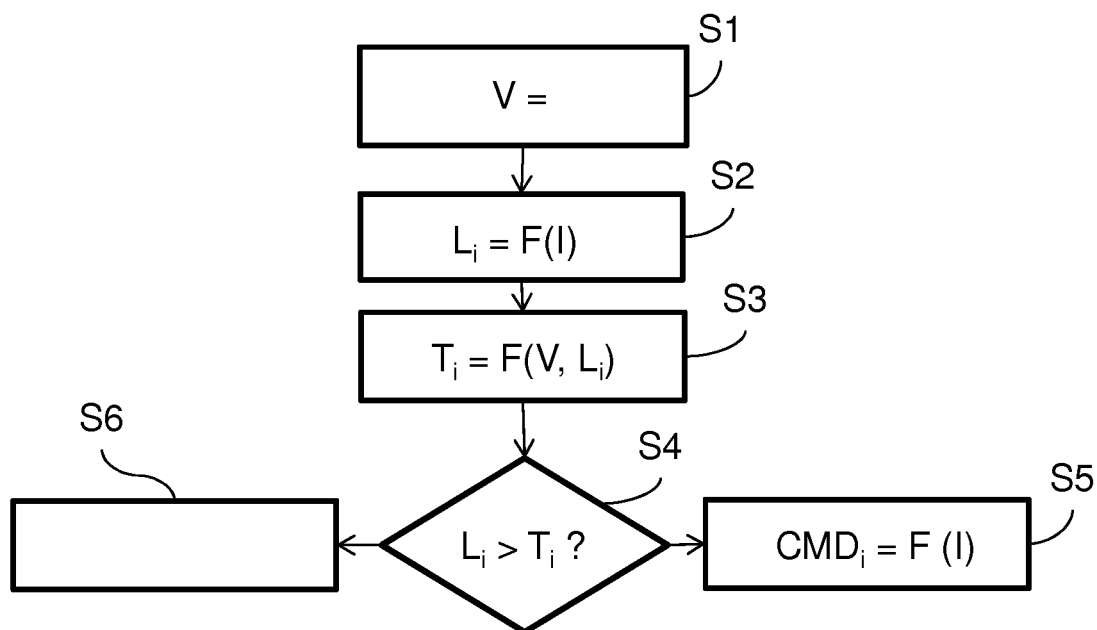 S1
V =
S2
Lᵢ = F(I)
S3
Tᵢ = F(V, Lᵢ)
S6
S4
S5
Lᵢ > Tᵢ ?
CMDᵢ = F (I)